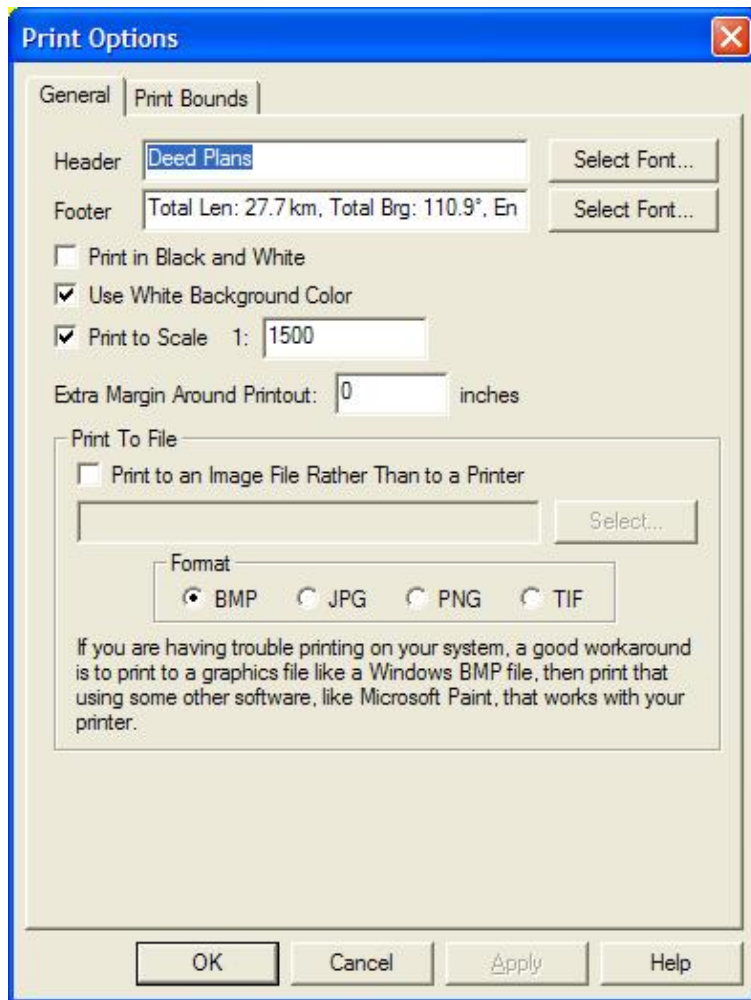 Print Options
General Print Bounds
Header Deed Plans Select Font...
Footer Total Len: 27.7 km, Total Brg: 110.9°, En Select Font...
Print in Black and White
Use White Background Color
Print to Scale 1: 1500
Extra Margin Around Printout: 0 inches
Print To File
Print to an Image File Rather Than to a Printer
Select...
Format
BMP JPG PNG TIF
If you are having trouble printing on your system, a good workaround
is to print to a graphics file like a Windows BMP file, then print that
using some other software, like Microsoft Paint, that works with your
printer.
OK Cancel Apply Help